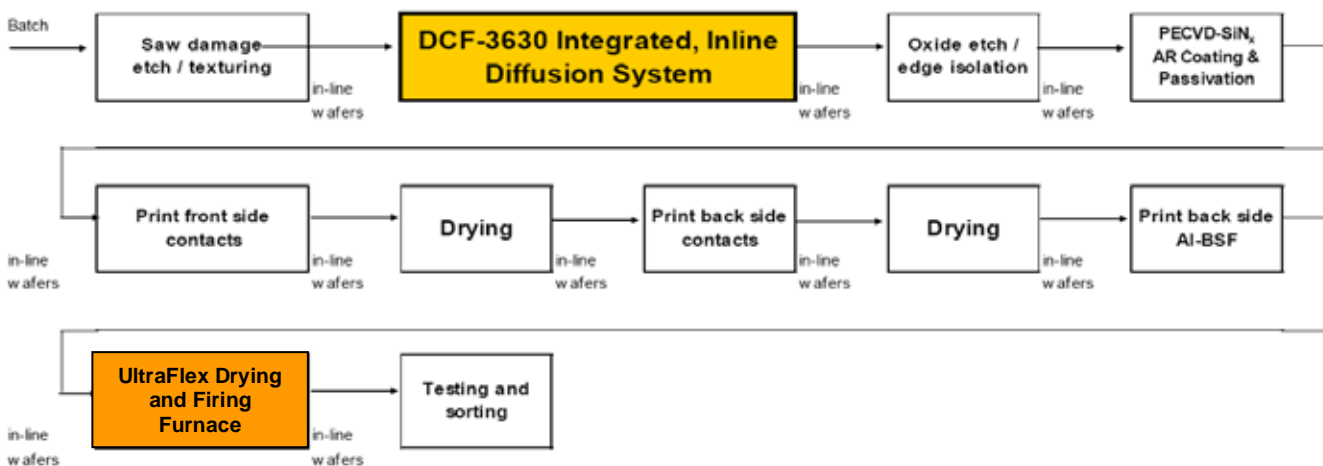 Batch
Saw damage
etch / texturing
in-line
wafers
DCF-3630 Integrated, Inline
Diffusion System
in-line
wafers
Oxide etch /
edge isolation
in-line
wafers
PECVD-SiNx
AR Coating &
Passivation
in-line
wafers
Print front side
contacts
in-line
wafers
Drying
in-line
wafers
Print back side
contacts
in-line
wafers
Drying
in-line
wafers
Print back side
Al-BSF
in-line
wafers
UltraFlex Drying
and Firing
Furnace
in-line
wafers
Testing and
sorting